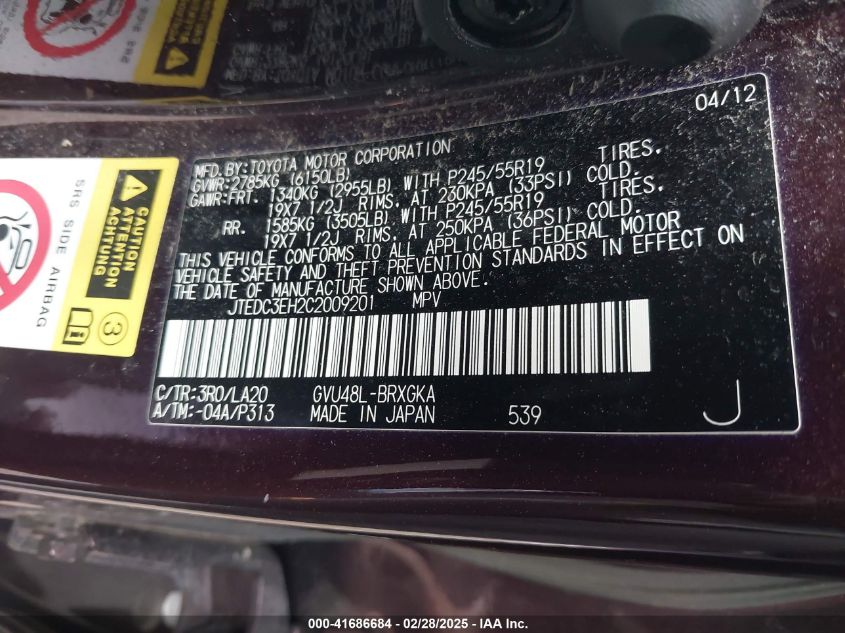 04/12
MFD. BY: TOYOTA MOTOR CORPORATION
GVWR: 2785KG (6150LB)
GAWR: FRT. 1340KG (2955LB) WITH P245/55R19 TIRES.
19X7 1/2J RIMS. AT 230KPA (33PSI) COLD.
RR. 1585KG (3505LB) WITH P245/55R19 TIRES.
19X7 1/2J RIMS. AT 250KPA (36PSI) COLD.
THIS VEHICLE CONFORMS TO ALL APPLICABLE FEDERAL MOTOR
VEHICLE SAFETY AND THEFT PREVENTION STANDARDS IN EFFECT ON
THE DATE OF MANUFACTURE SHOWN ABOVE.
JTEDC3EH2C2009201 MPV
C/TR: 3R0/LA20 GVU48L-BRXGKA
A/TM: -04A/P313 MADE IN JAPAN 539 J
SRS SIDE AIRBAG
CAUTION
ATTENTION
ACHTUNG
3
000-41686684 - 02/28/2025 - IAA Inc.